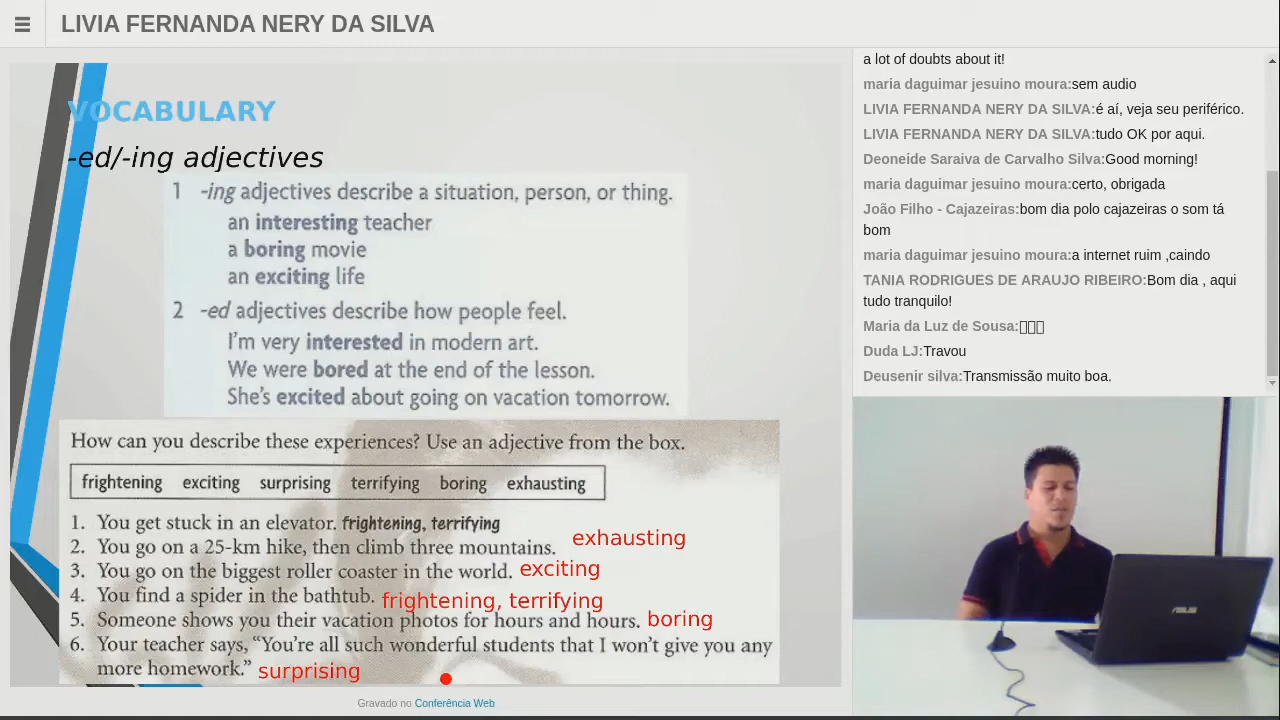 LIVIA FERNANDA NERY DA SILVA
VOCABULARY
-ed/-ing adjectives
1 -ing adjectives describe a situation, person, or thing.
an interesting teacher
a boring movie
an exciting life
2 -ed adjectives describe how people feel.
I'm very interested in modern art.
We were bored at the end of the lesson.
She's excited about going on vacation tomorrow.
How can you describe these experiences? Use an adjective from the box.
frightening exciting surprising terrifying boring exhausting
1. You get stuck in an elevator. frightening, terrifying
2. You go on a 25-km hike, then climb three mountains. exhausting
3. You go on the biggest roller coaster in the world. exciting
4. You find a spider in the bathtub. frightening, terrifying
5. Someone shows you their vacation photos for hours and hours. boring
6. Your teacher says, “You're all such wonderful students that I won't give you any
more homework.” surprising
Gravado no Conferência Web
a lot of doubts about it!
maria daguimar jesuino moura:sem audio
LIVIA FERNANDA NERY DA SILVA:é aí, veja seu periférico.
LIVIA FERNANDA NERY DA SILVA:tudo OK por aqui.
Deoneide Saraiva de Carvalho Silva:Good morning!
maria daguimar jesuino moura:certo, obrigada
João Filho - Cajazeiras:bom dia polo cajazeiras o som tá
bom
maria daguimar jesuino moura:a internet ruim ,caindo
TANIA RODRIGUES DE ARAUJO RIBEIRO:Bom dia , aqui
tudo tranquilo!
Maria da Luz de Sousa:
Duda LJ:Travou
Deusenir silva:Transmissão muito boa.
ASUS